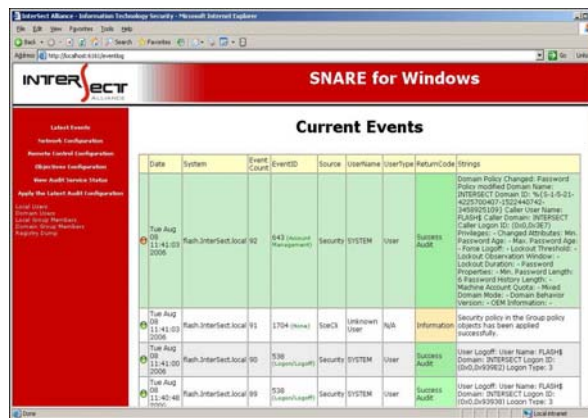 InterSect Alliance - Information Technology Security - Microsoft Internet Explorer
File Edit View Favorites Tools Help
Back Search Favorites
Address http://localhost:6161/eventlog Go Links
INTERSECT
ALLIANCE
SNARE for Windows
Latest Events
Network Configuration
Remote Control Configuration
Objectives Configuration
View Audit Service Status
Apply the Latest Audit Configuration
Local Users
Domain Users
Local Group Members
Domain Group Members
Registry Dump
Current Events
Date System Event Count EventID Source UserName UserType ReturnCode Strings
Tue Aug 08 11:41:03 2006 flash.InterSect.local 92 643 (Account Management) Security SYSTEM User Success Audit
Domain Policy Changed: Password
Policy modified Domain Name:
INTERSECT Domain ID: %{S-1-5-21-
4225700437-1522440742-
3458925109} Caller User Name:
FLASH$ Caller Domain: INTERSECT
Caller Logon ID: (0x0,0x3E7)
Privileges: - Changed Attributes: Min.
Password Age: - Max. Password Age:
- Force Logoff: - Lockout Threshold: -
Lockout Observation Window: -
Lockout Duration: - Password
Properties: - Min. Password Length:
6 Password History Length: -
Machine Account Quota: - Mixed
Domain Mode: - Domain Behavior
Version: - OEM Information: -
Tue Aug 08 11:41:03 2006 flash.InterSect.local 91 1704 (None) SceCli Unknown User N/A Information
Security policy in the Group policy
objects has been applied
successfully.
Tue Aug 08 11:41:00 2006 flash.InterSect.local 90 538 (Logon/Logoff) Security SYSTEM User Success Audit
User Logoff: User Name: FLASH$
Domain: INTERSECT Logon ID:
(0x0,0x939E2) Logon Type: 3
Tue Aug 08 11:40:48 flash.InterSect.local 89 538 (Logon/Logoff) Security SYSTEM User Success Audit
User Logoff: User Name: FLASH$
Domain: INTERSECT Logon ID:
(0x0,0x93938) Logon Type: 3
Done Local intranet